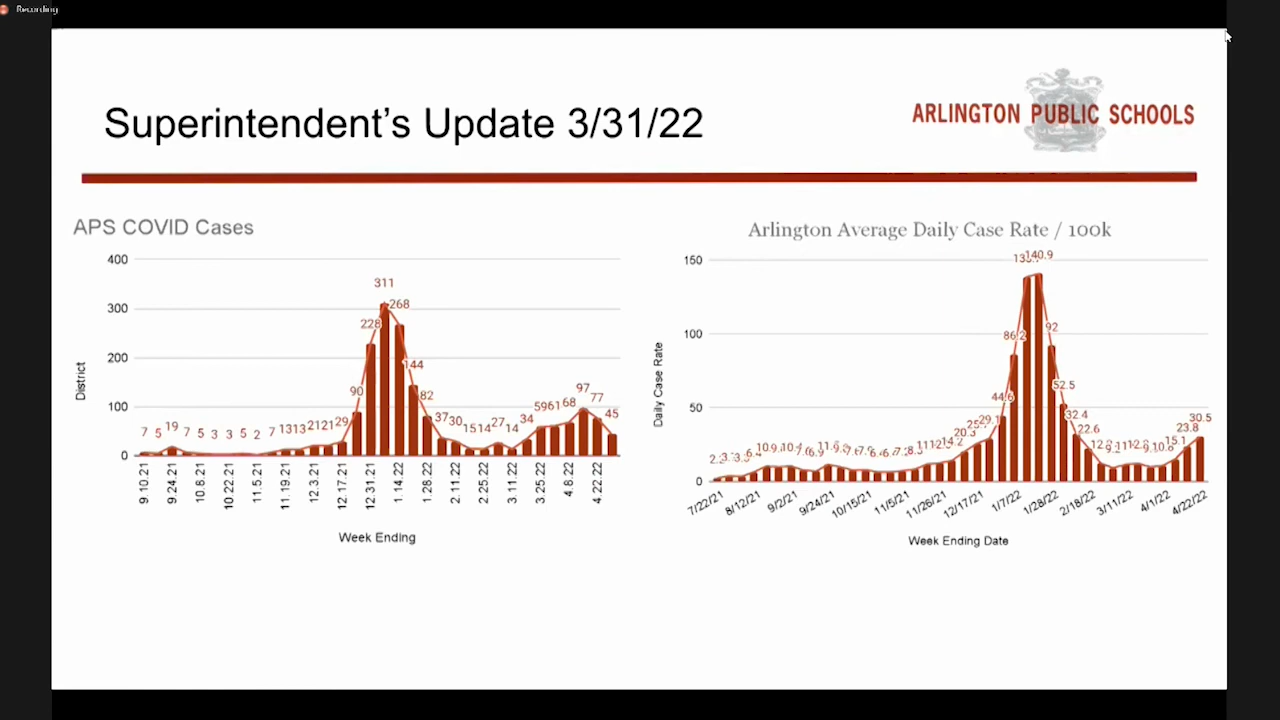 Recording
Superintendent's Update 3/31/22
ARLINGTON PUBLIC SCHOOLS
APS COVID Cases
400
300
200
100
0
District
7 5 19 7 5 3 3 5 2 7 13 13 21 21 29 90 228 311 268 144 82 37 30 15 14 27 14 34 59 61 68 97 77 45
9.10.21 9.24.21 10.8.21 10.22.21 11.5.21 11.19.21 12.3.21 12.17.21 12.31.21 1.14.22 1.28.22 2.11.22 2.25.22 3.11.22 3.25.22 4.8.22 4.22.22
Week Ending
Arlington Average Daily Case Rate / 100k
150
100
50
0
Daily Case Rate
44.6 86.2 140.9 92 52.5 32.4 22.6 15.1 23.8 30.5
7/22/21 8/12/21 9/2/21 9/24/21 10/15/21 11/5/21 11/26/21 12/17/21 1/7/22 1/28/22 2/18/22 3/11/22 4/1/22 4/22/22
Week Ending Date